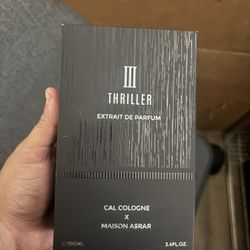 III
THRILLER
EXTRAIT DE PARFUM
CAL COLOGNE
X
MAISON ASRAR
℮100ML 3.4FL.OZ.